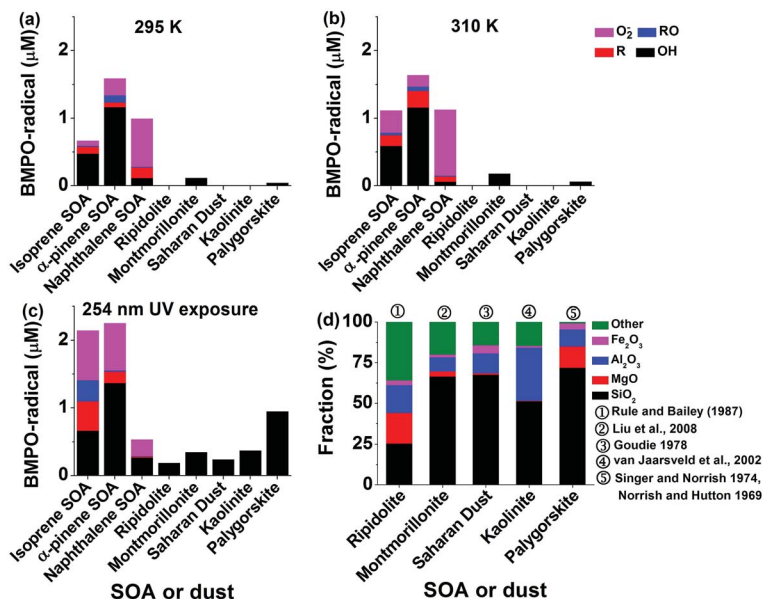 (a)
295 K
BMPO-radical (μM)
2
1
0
Isoprene SOA
α-pinene SOA
Naphthalene SOA
Ripidolite
Montmorillonite
Saharan Dust
Kaolinite
Palygorskite
(b)
310 K
BMPO-radical (μM)
2
1
0
Isoprene SOA
α-pinene SOA
Naphthalene SOA
Ripidolite
Montmorillonite
Saharan Dust
Kaolinite
Palygorskite
O₂⁻ RO
R OH
(c)
254 nm UV exposure
BMPO-radical (μM)
2
1
0
Isoprene SOA
α-pinene SOA
Naphthalene SOA
Ripidolite
Montmorillonite
Saharan Dust
Kaolinite
Palygorskite
SOA or dust
(d)
Fraction (%)
100
75
50
25
0
① ② ③ ④ ⑤
Ripidolite
Montmorillonite
Saharan Dust
Kaolinite
Palygorskite
SOA or dust
Other
Fe₂O₃
Al₂O₃
MgO
SiO₂
① Rule and Bailey (1987)
② Liu et al., 2008
③ Goudie 1978
④ van Jaarsveld et al., 2002
⑤ Singer and Norrish 1974,
Norrish and Hutton 1969